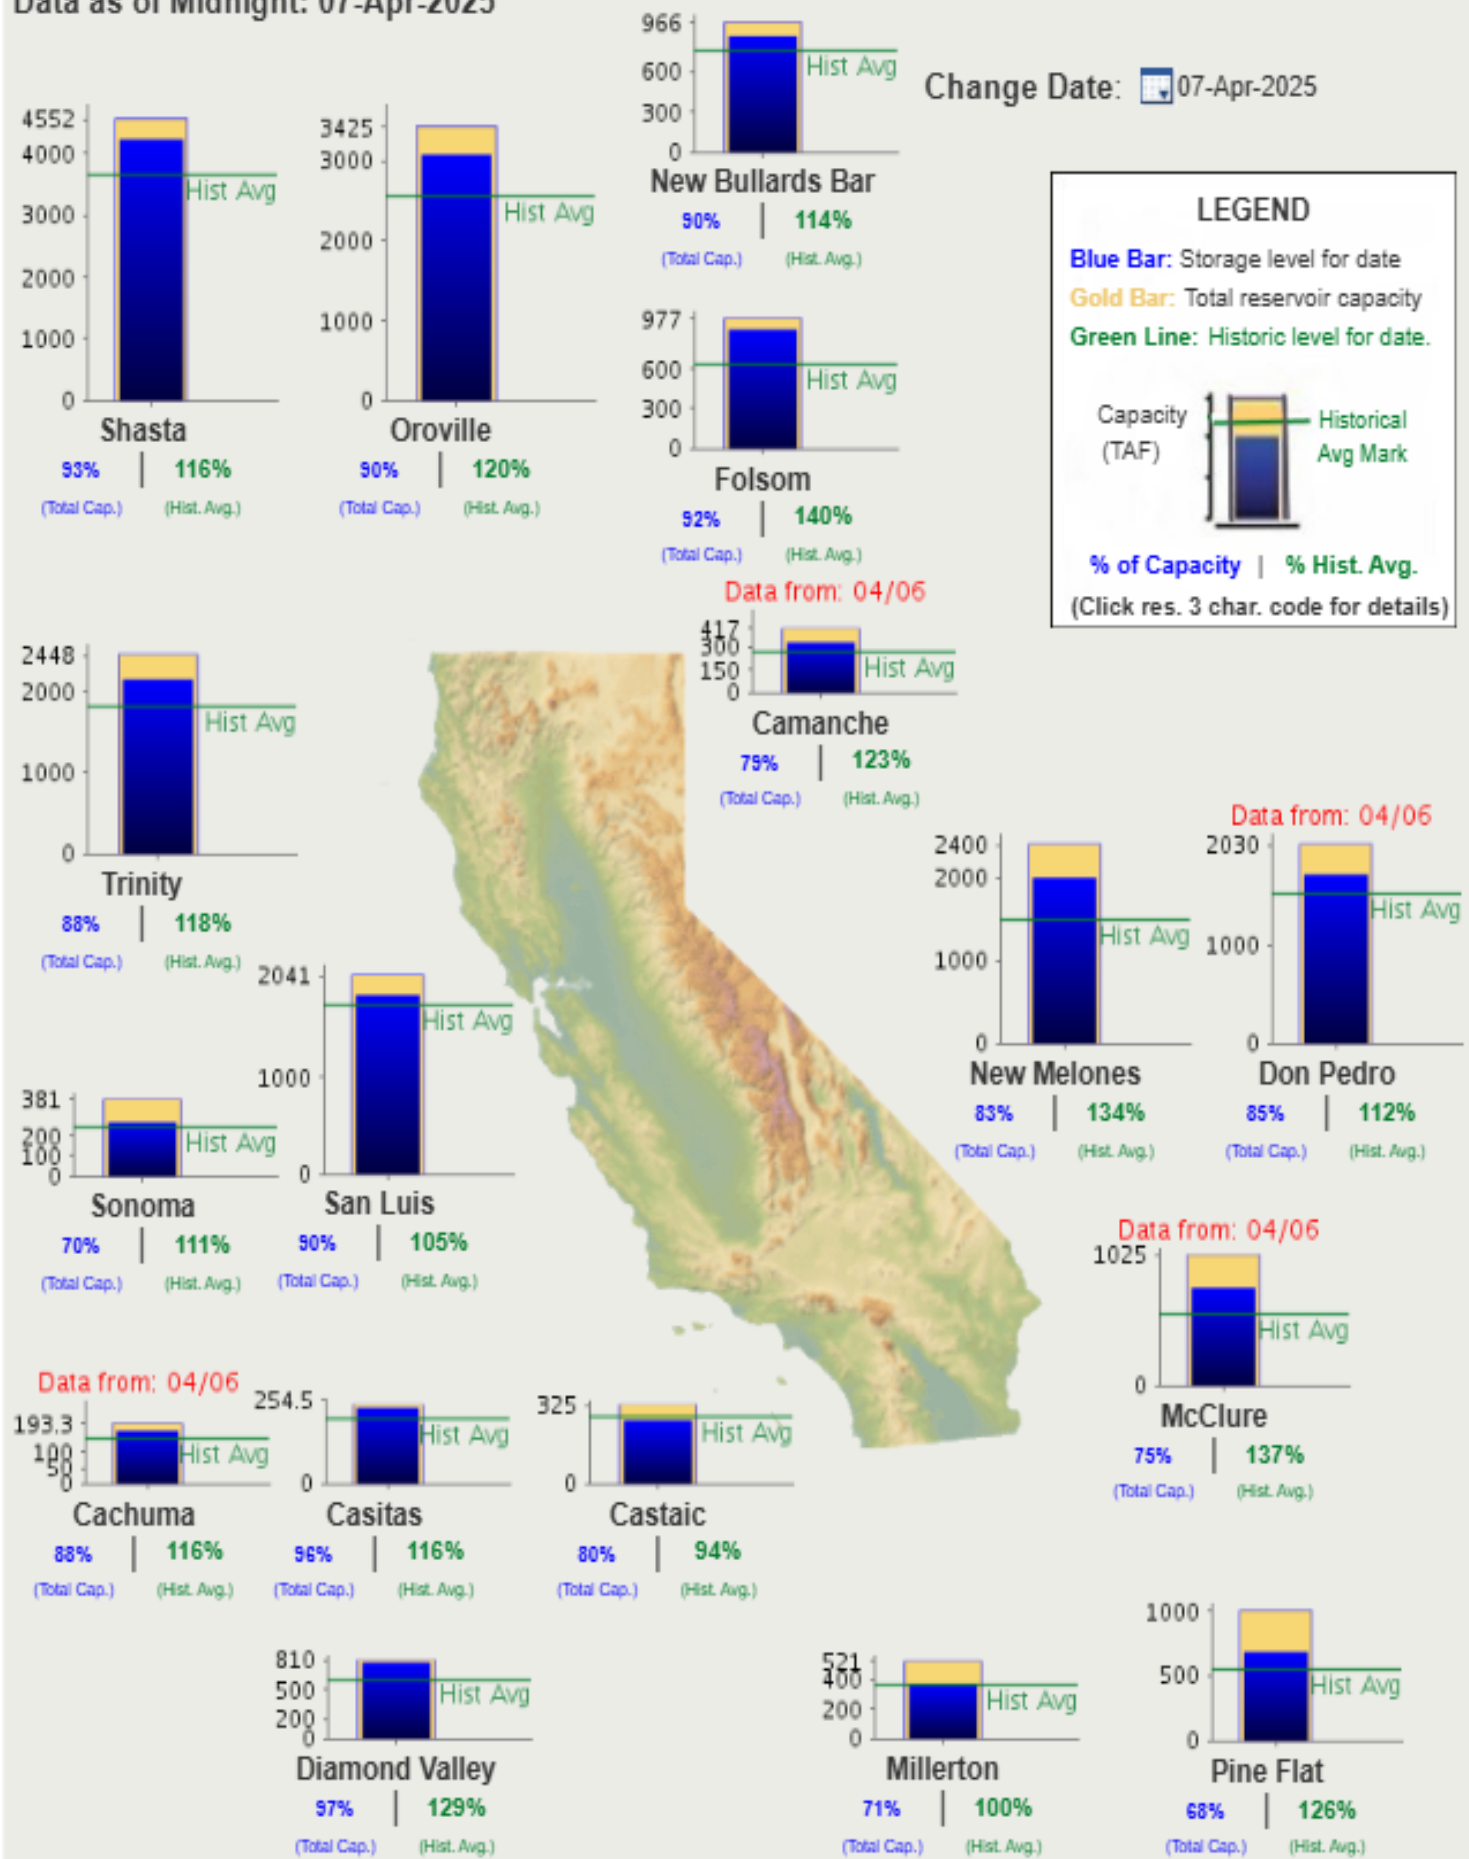 Data as of Midnight: 07-Apr-2025
Change Date: 07-Apr-2025
966
600
300
0
Hist Avg
New Bullards Bar
90% | 114%
(Total Cap.) (Hist. Avg.)
4552
4000
3000
2000
1000
0
Hist Avg
Shasta
93% | 116%
(Total Cap.) (Hist. Avg.)
3425
3000
2000
1000
0
Hist Avg
Oroville
90% | 120%
(Total Cap.) (Hist. Avg.)
977
600
300
0
Hist Avg
Folsom
92% | 140%
(Total Cap.) (Hist. Avg.)
LEGEND
Blue Bar: Storage level for date
Gold Bar: Total reservoir capacity
Green Line: Historic level for date.
Capacity
(TAF)
Historical
Avg Mark
% of Capacity | % Hist. Avg.
(Click res. 3 char. code for details)
Data from: 04/06
417
300
150
0
Hist Avg
Camanche
79% | 123%
(Total Cap.) (Hist. Avg.)
2448
2000
1000
0
Hist Avg
Trinity
88% | 118%
(Total Cap.) (Hist. Avg.)
2400
2000
1000
0
Hist Avg
New Melones
83% | 134%
(Total Cap.) (Hist. Avg.)
Data from: 04/06
2030
1000
0
Hist Avg
Don Pedro
85% | 112%
(Total Cap.) (Hist. Avg.)
2041
1000
0
Hist Avg
San Luis
90% | 105%
(Total Cap.) (Hist. Avg.)
381
200
100
0
Hist Avg
Sonoma
70% | 111%
(Total Cap.) (Hist. Avg.)
Data from: 04/06
1025
0
Hist Avg
McClure
75% | 137%
(Total Cap.) (Hist. Avg.)
Data from: 04/06
193.3
100
50
0
Hist Avg
Cachuma
88% | 116%
(Total Cap.) (Hist. Avg.)
254.5
0
Hist Avg
Casitas
96% | 116%
(Total Cap.) (Hist. Avg.)
325
0
Hist Avg
Castaic
80% | 94%
(Total Cap.) (Hist. Avg.)
810
500
200
0
Hist Avg
Diamond Valley
97% | 129%
(Total Cap.) (Hist. Avg.)
521
400
200
0
Hist Avg
Millerton
71% | 100%
(Total Cap.) (Hist. Avg.)
1000
500
0
Hist Avg
Pine Flat
68% | 126%
(Total Cap.) (Hist. Avg.)